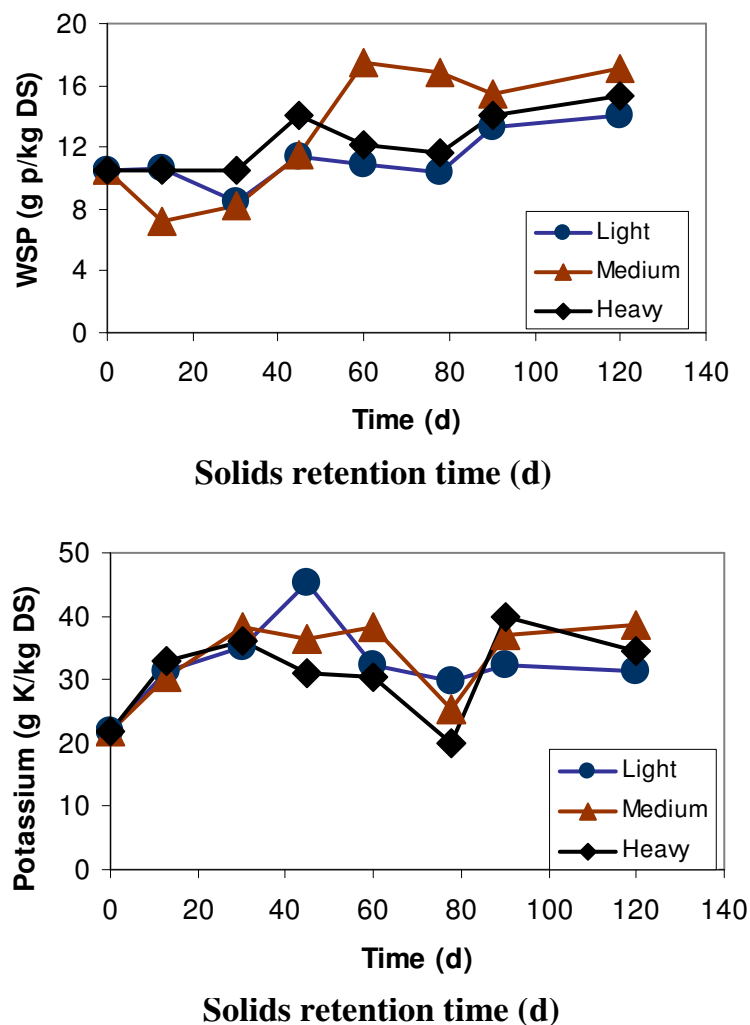 20
16
12
8
4
0
WSP (g p/kg DS)
Light
Medium
Heavy
0 20 40 60 80 100 120 140
Time (d)
Solids retention time (d)
50
40
30
20
10
0
Potassium (g K/kg DS)
Light
Medium
Heavy
0 20 40 60 80 100 120 140
Time (d)
Solids retention time (d)